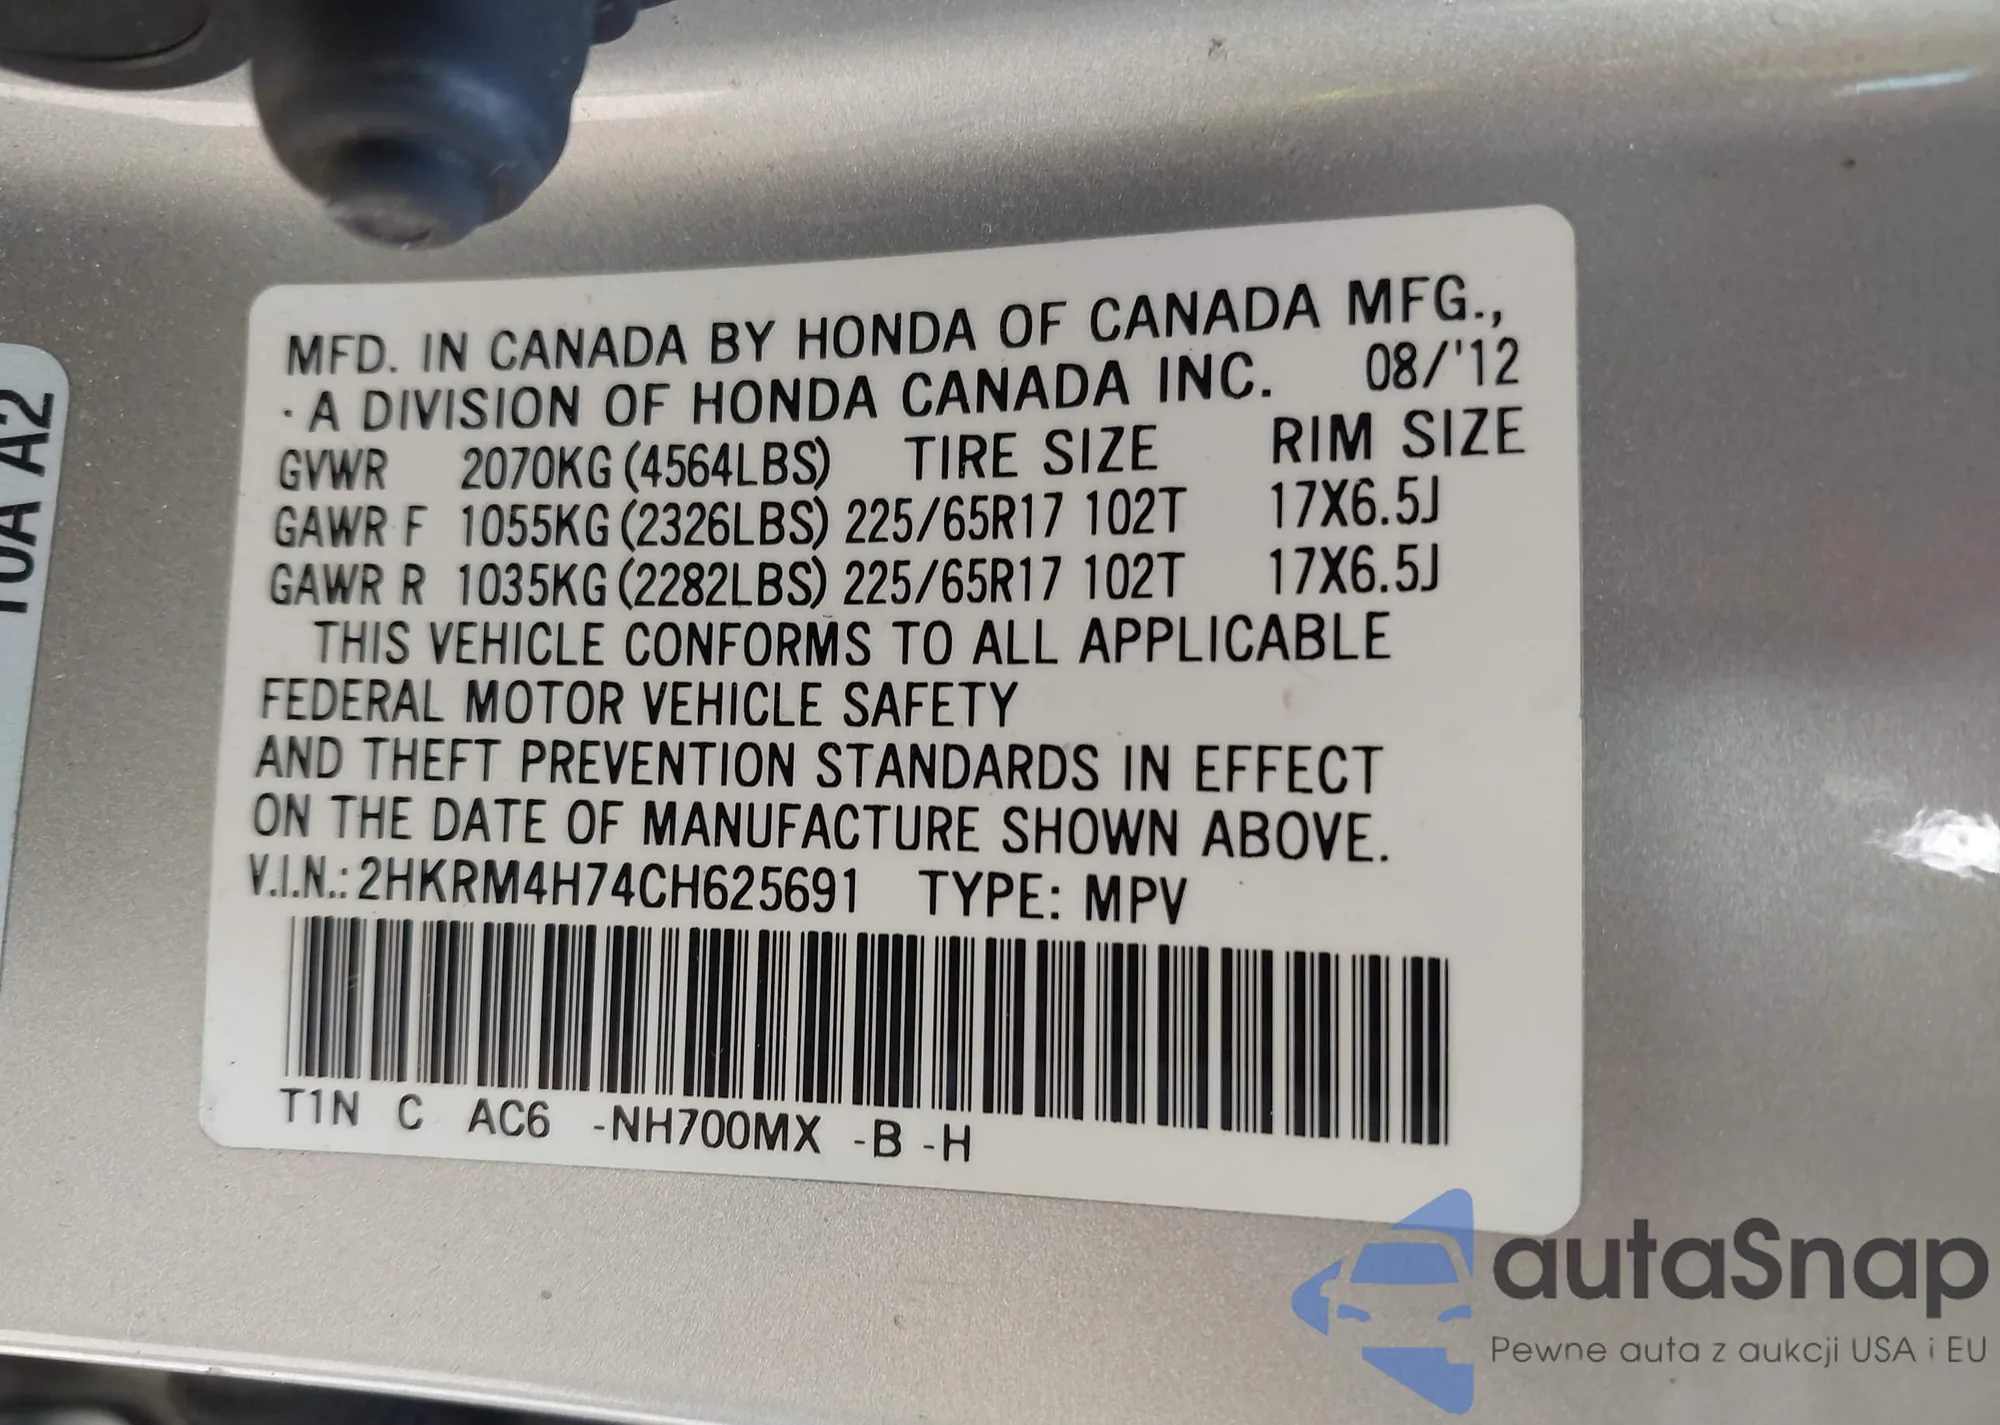 MFD. IN CANADA BY HONDA OF CANADA MFG.,
· A DIVISION OF HONDA CANADA INC. 08/'12
GVWR 2070KG (4564LBS) TIRE SIZE RIM SIZE
GAWR F 1055KG (2326LBS) 225/65R17 102T 17X6.5J
GAWR R 1035KG (2282LBS) 225/65R17 102T 17X6.5J
THIS VEHICLE CONFORMS TO ALL APPLICABLE
FEDERAL MOTOR VEHICLE SAFETY
AND THEFT PREVENTION STANDARDS IN EFFECT
ON THE DATE OF MANUFACTURE SHOWN ABOVE.
V.I.N.: 2HKRM4H74CH625691 TYPE: MPV
T1N C AC6 -NH700MX -B -H
10A A2
autaSnap
Pewne auta z aukcji USA i EU